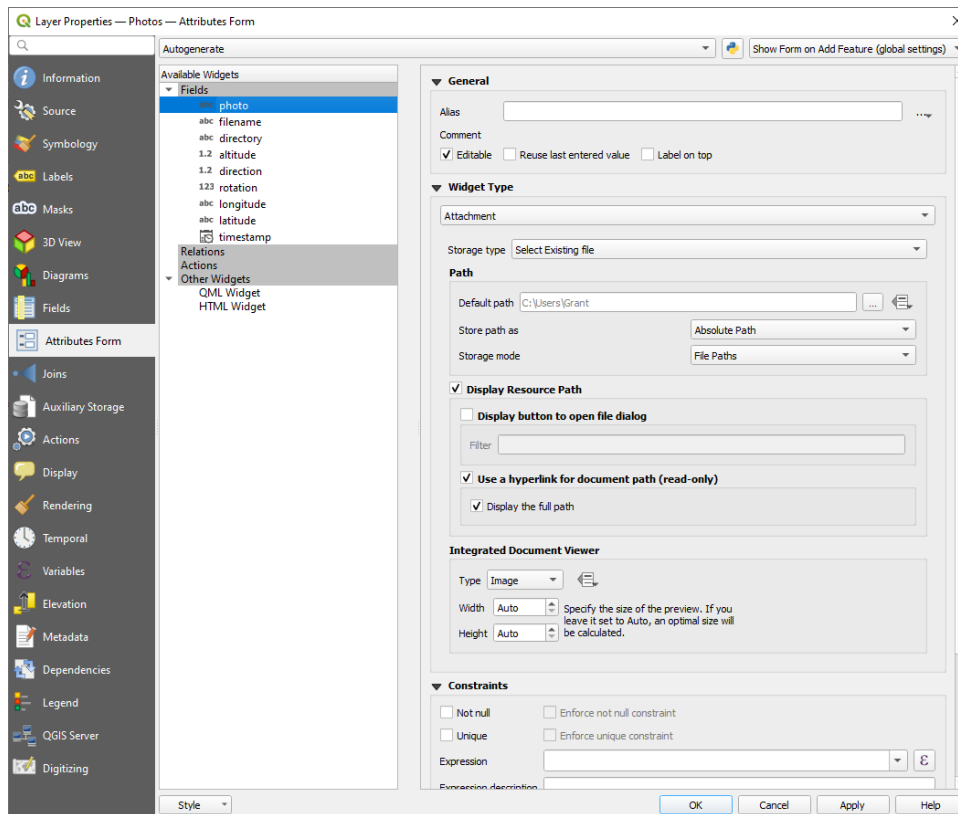 Layer Properties — Photos — Attributes Form
Autogenerate
Show Form on Add Feature (global settings)
Information
Source
Symbology
abc Labels
abc Masks
3D View
Diagrams
Fields
Attributes Form
Joins
Auxiliary Storage
Actions
Display
Rendering
Temporal
Variables
Elevation
Metadata
Dependencies
Legend
QGIS Server
Digitizing
Available Widgets
Fields
abc photo
abc filename
abc directory
1.2 altitude
1.2 direction
123 rotation
abc longitude
abc latitude
timestamp
Relations
Actions
Other Widgets
QML Widget
HTML Widget
General
Alias
...
Comment
Editable Reuse last entered value Label on top
Widget Type
Attachment
Storage type Select Existing file
Path
Default path C:\Users\Grant ...
Store path as Absolute Path
Storage mode File Paths
Display Resource Path
Display button to open file dialog
Filter
Use a hyperlink for document path (read-only)
Display the full path
Integrated Document Viewer
Type Image
Width Auto Specify the size of the preview. If you
leave it set to Auto, an optimal size will
Height Auto be calculated.
Constraints
Not null Enforce not null constraint
Unique Enforce unique constraint
Expression ε
Expression description
Style OK Cancel Apply Help